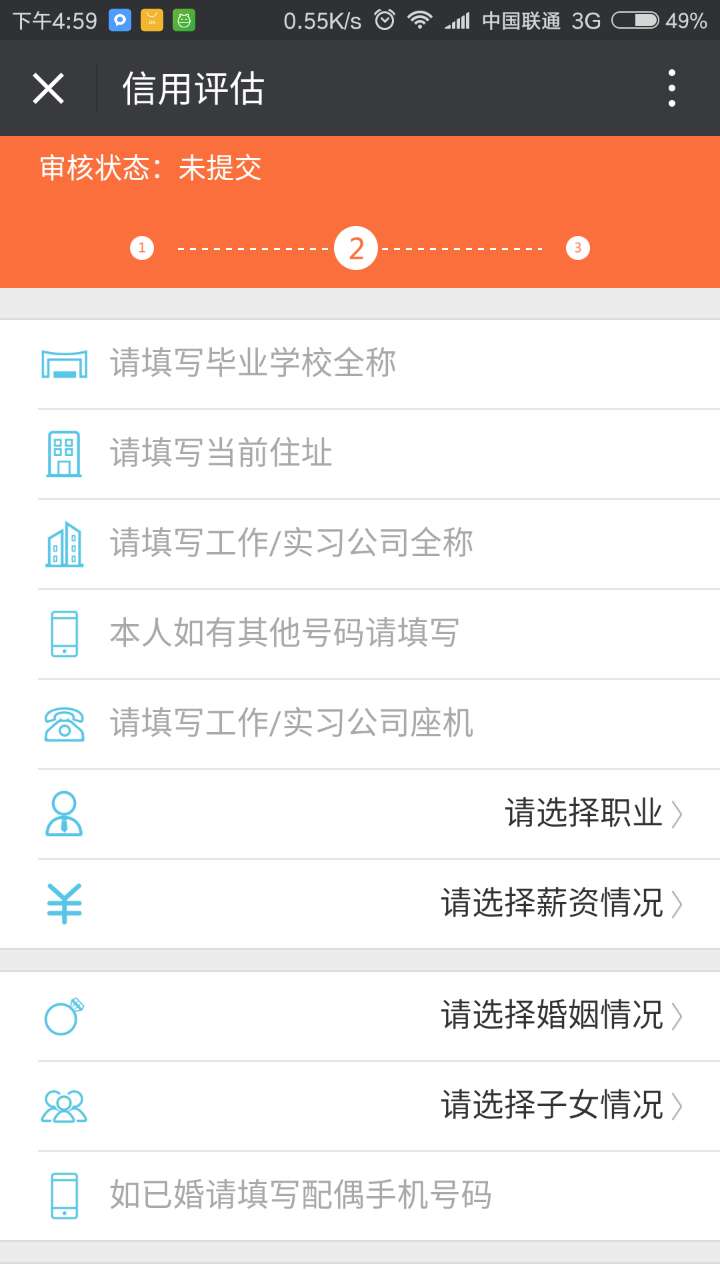 下午4:59 0.55K/s 中国联通 3G 49%
信用评估
审核状态：未提交
1 2 3
请填写毕业学校全称
请填写当前住址
请填写工作/实习公司全称
本人如有其他号码请填写
请填写工作/实习公司座机
请选择职业
请选择薪资情况
请选择婚姻情况
请选择子女情况
如已婚请填写配偶手机号码